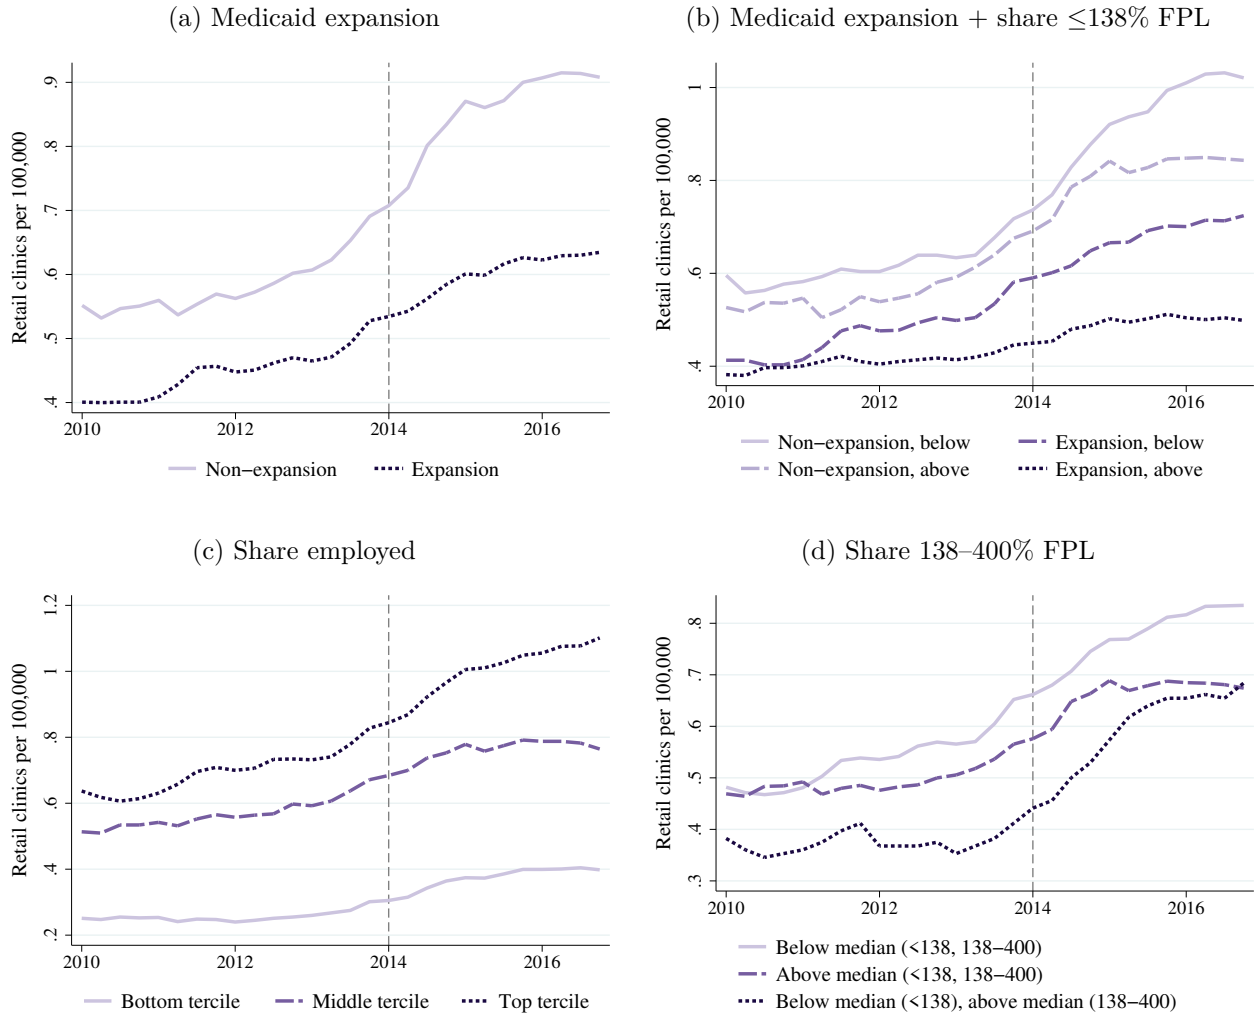 (a) Medicaid expansion
Retail clinics per 100,000
.9
.8
.7
.6
.5
.4
2010 2012 2014 2016
Non−expansion Expansion
(b) Medicaid expansion + share ≤138% FPL
Retail clinics per 100,000
1
.8
.6
.4
2010 2012 2014 2016
Non−expansion, below Expansion, below
Non−expansion, above Expansion, above
(c) Share employed
Retail clinics per 100,000
1.2
1
.8
.6
.4
.2
2010 2012 2014 2016
Bottom tercile Middle tercile Top tercile
(d) Share 138–400% FPL
Retail clinics per 100,000
.8
.7
.6
.5
.4
.3
2010 2012 2014 2016
Below median (<138, 138−400)
Above median (<138, 138−400)
Below median (<138), above median (138−400)